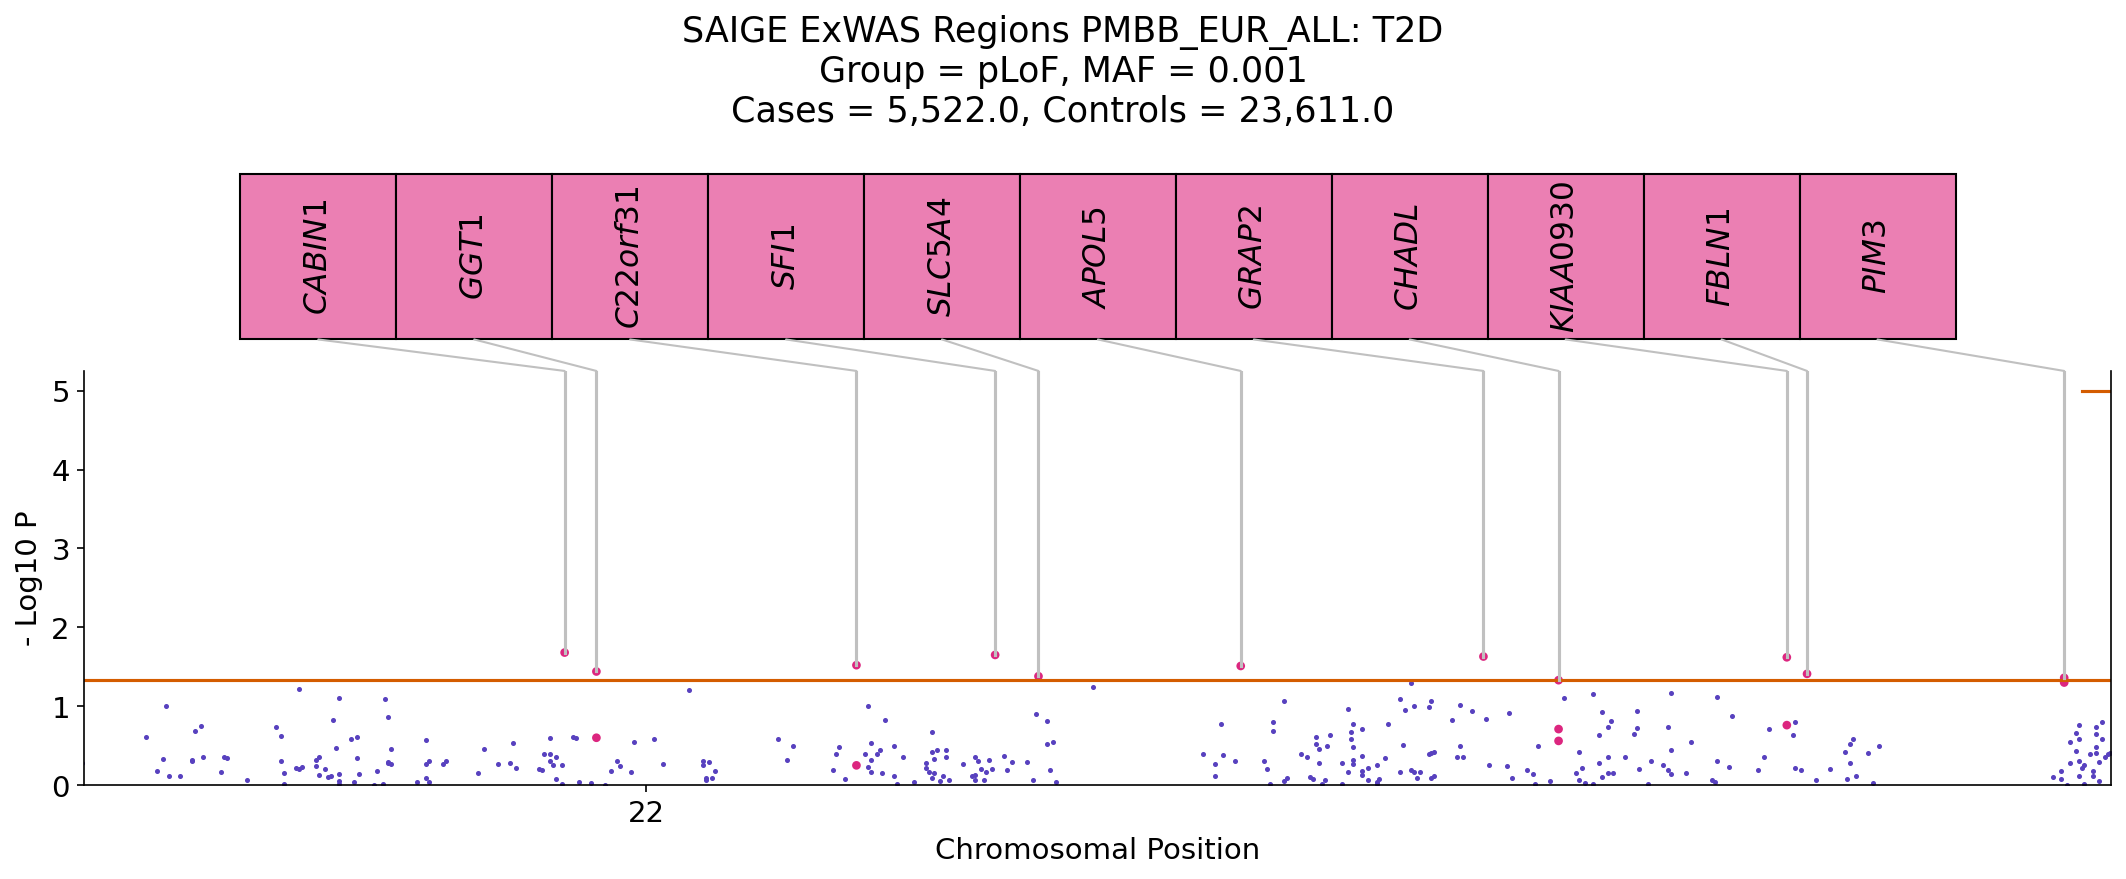 SAIGE ExWAS Regions PMBB_EUR_ALL: T2D
Group = pLoF, MAF = 0.001
Cases = 5,522.0, Controls = 23,611.0
CABIN1
GGT1
C22orf31
SFI1
SLC5A4
APOL5
GRAP2
CHADL
KIAA0930
FBLN1
PIM3
5
4
3
2
1
0
- Log10 P
22
Chromosomal Position